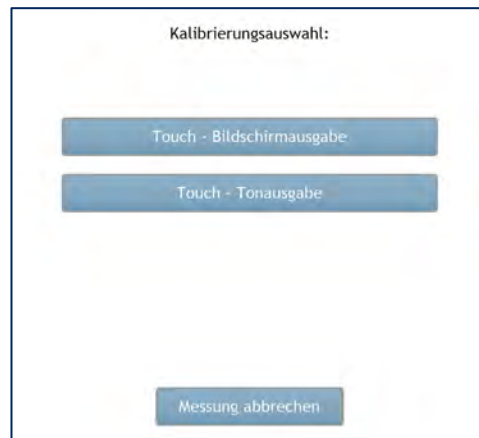 Kalibrierungsauswahl:
Touch - Bildschirmausgabe
Touch - Tonausgabe
Messung abbrechen